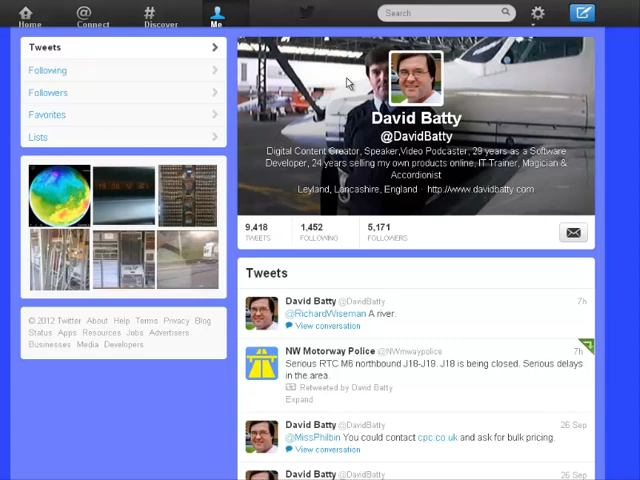 Home
Connect
Discover
Me
Search
Tweets
Following
Followers
Favorites
Lists
© 2012 Twitter About Help Terms Privacy Blog
Status Apps Resources Jobs Advertisers
Businesses Media Developers
David Batty
@DavidBatty
Digital Content Creator, Speaker,Video Podcaster, 29 years as a Software
Developer, 24 years selling my own products online, IT Trainer, Magician &
Accordionist
Leyland, Lancashire, England · http://www.davidbatty.com
9,418 1,452 5,171
TWEETS FOLLOWING FOLLOWERS
Tweets
David Batty @DavidBatty 7h
@RichardWiseman A river.
View conversation
NW Motorway Police @NWmwaypolice 7h
Serious RTC M6 northbound J18-J19. J18 is being closed. Serious delays
in the area.
Retweeted by David Batty
Expand
David Batty @DavidBatty 26 Sep
@MissPhilbin You could contact cpc.co.uk and ask for bulk pricing.
View conversation
David Batty @DavidBatty 26 Sep